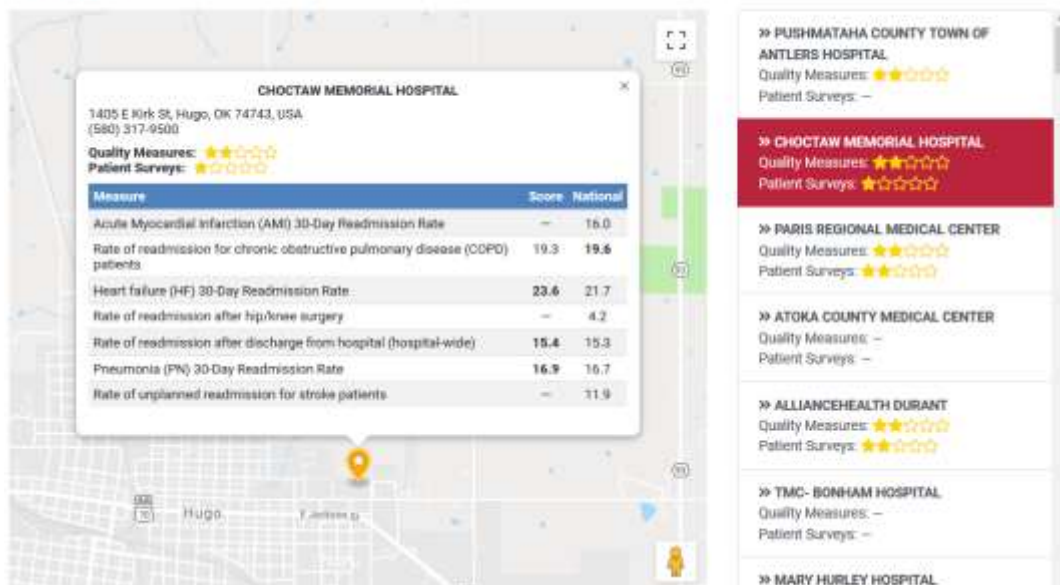 CHOCTAW MEMORIAL HOSPITAL
×
1405 E Kirk St, Hugo, OK 74743, USA
(580) 317-9500
Quality Measures:
Patient Surveys:
Measure Score National
Acute Myocardial Infarction (AMI) 30-Day Readmission Rate -- 16.0
Rate of readmission for chronic obstructive pulmonary disease (COPD) 19.3 19.6
patients
Heart failure (HF) 30-Day Readmission Rate 23.6 21.7
Rate of readmission after hip/knee surgery -- 4.2
Rate of readmission after discharge from hospital (hospital-wide) 15.4 15.3
Pneumonia (PN) 30-Day Readmission Rate 16.9 16.7
Rate of unplanned readmission for stroke patients -- 11.9
70
Hugo
E Jackson St
» PUSHMATAHA COUNTY TOWN OF
ANTLERS HOSPITAL
Quality Measures:
Patient Surveys: --
» CHOCTAW MEMORIAL HOSPITAL
Quality Measures:
Patient Surveys:
» PARIS REGIONAL MEDICAL CENTER
Quality Measures:
Patient Surveys:
» ATOKA COUNTY MEDICAL CENTER
Quality Measures: --
Patient Surveys: --
» ALLIANCEHEALTH DURANT
Quality Measures:
Patient Surveys:
» TMC- BONHAM HOSPITAL
Quality Measures: --
Patient Surveys: --
» MARY HURLEY HOSPITAL